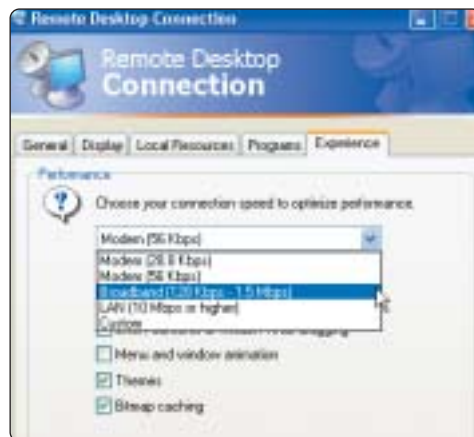 Remote Desktop Connection
Remote Desktop
Connection
General Display Local Resources Programs Experience
Performance
Choose your connection speed to optimize performance.
Modem (56 Kbps)
Modem (28.8 Kbps)
Modem (56 Kbps)
Broadband (128 Kbps - 1.5 Mbps)
LAN (10 Mbps or higher)
Custom
Menu and window animation
Themes
Bitmap caching